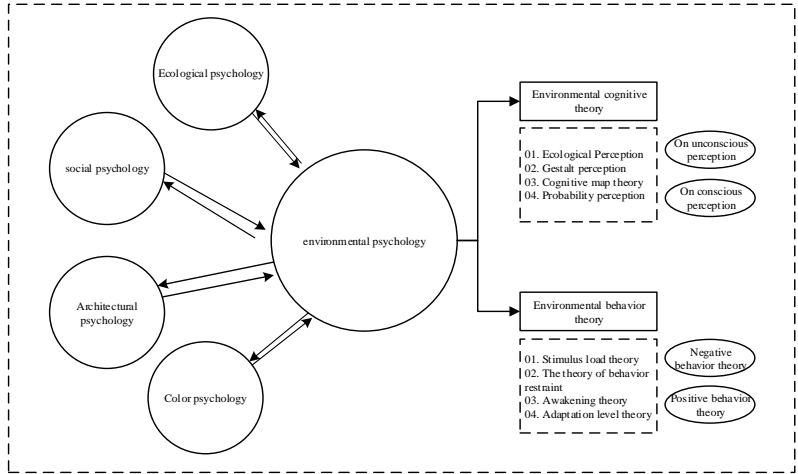 Ecological psychology
social psychology
environmental psychology
Architectural
psychology
Color psychology
Environmental cognitive
theory
01. Ecological Perception
02. Gestalt perception
03. Cognitive map theory
04. Probability perception
On unconscious
perception
On conscious
perception
Environmental behavior
theory
01. Stimulus load theory
02. The theory of behavior
restraint
03. Awakening theory
04. Adaptation level theory
Negative
behavior theory
Positive behavior
theory